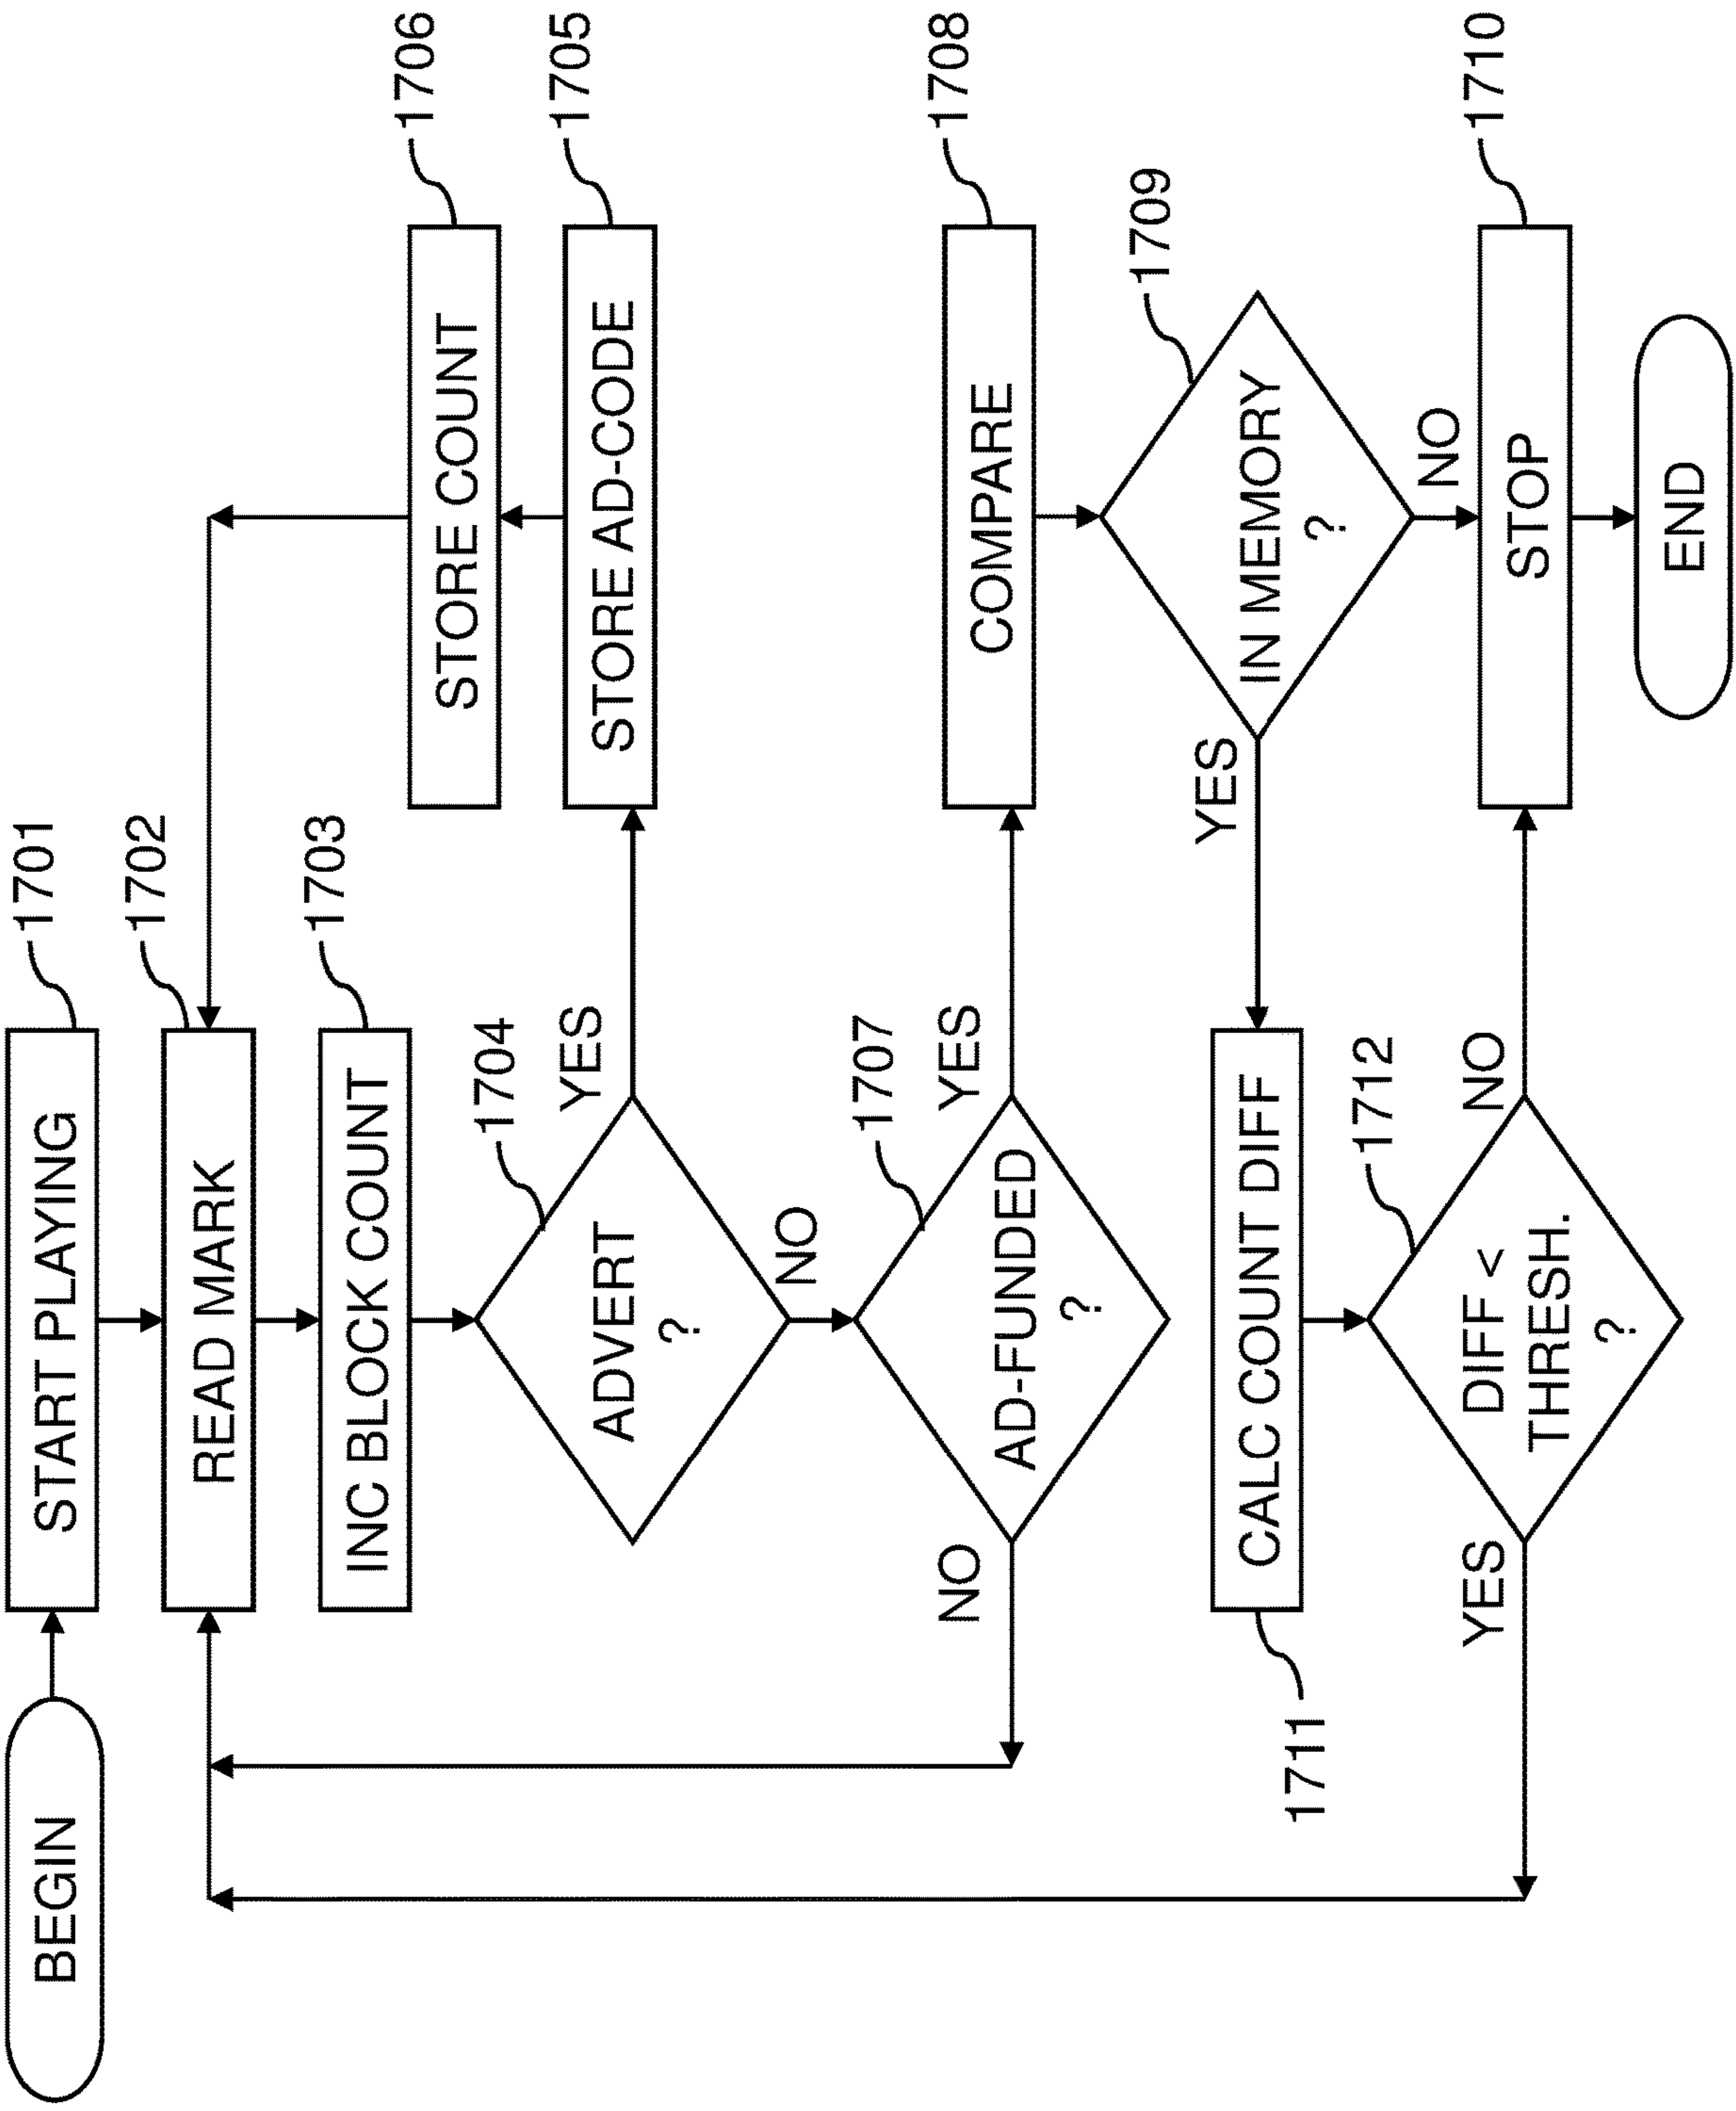 BEGIN
START PLAYING
1701
READ MARK
1702
INC BLOCK COUNT
1703
STORE COUNT
1706
ADVERT
?
1704
YES
NO
STORE AD-CODE
1705
AD-FUNDED
?
1707
YES
NO
COMPARE
1708
IN MEMORY
?
1709
YES
NO
CALC COUNT DIFF
1711
DIFF <
THRESH.
?
1712
YES
NO
STOP
1710
END